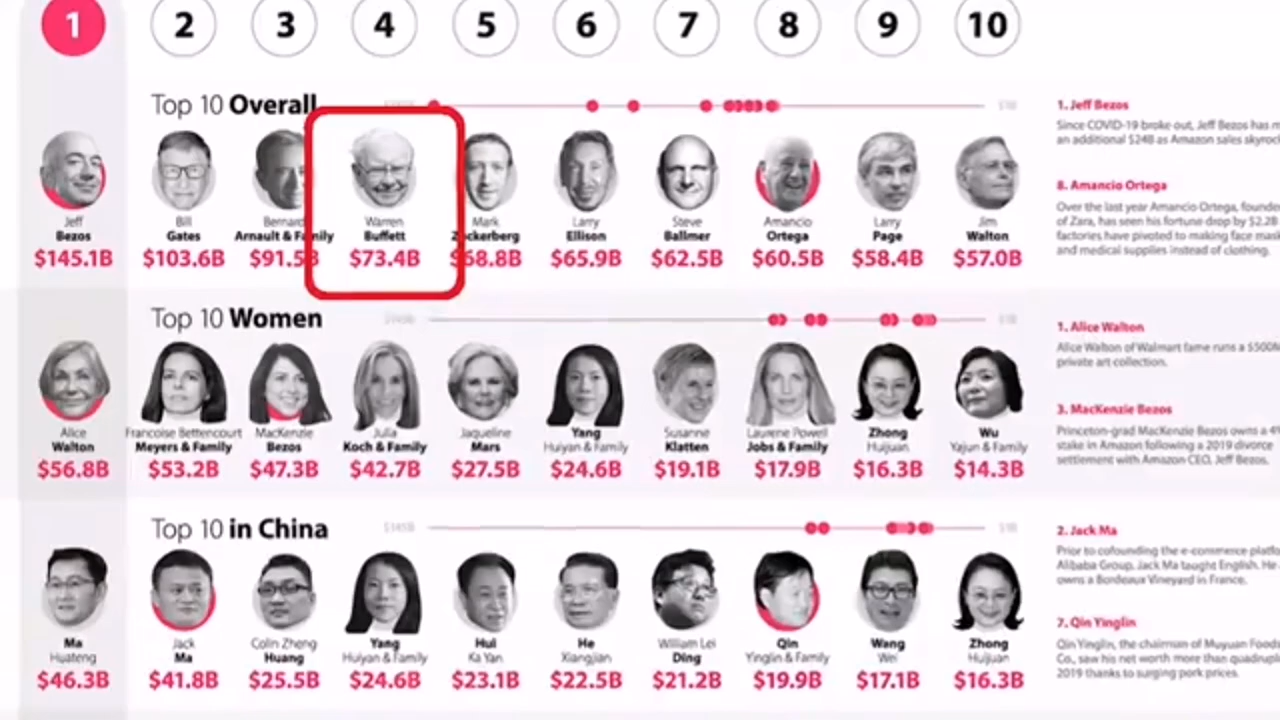 1 2 3 4 5 6 7 8 9 10
Top 10 Overall
Jeff Bezos $145.1B
Bill Gates $103.6B
Bernard Arnault & Family $91.5B
Warren Buffett $73.4B
Mark Zuckerberg $68.8B
Larry Ellison $65.9B
Steve Ballmer $62.5B
Amancio Ortega $60.5B
Larry Page $58.4B
Jim Walton $57.0B
1. Jeff Bezos
Since COVID-19 broke out, Jeff Bezos has m
an additional $24B as Amazon sales skyroc
8. Amancio Ortega
Over the last year Amancio Ortega, founde
of Zara, has seen his fortune drop by $2.2B
factories have pivoted to making face mask
and medical supplies instead of clothing.
Top 10 Women
Alice Walton $56.8B
Francoise Bettencourt Meyers & Family $53.2B
MacKenzie Bezos $47.3B
Julia Koch & Family $42.7B
Jaqueline Mars $27.5B
Yang Huiyan & Family $24.6B
Susanne Klatten $19.1B
Laurene Powell Jobs & Family $17.9B
Zhong Huijuan $16.3B
Wu Yajun & Family $14.3B
1. Alice Walton
Alice Walton of Walmart fame runs a $500M
private art collection.
3. MacKenzie Bezos
Princeton-grad MacKenzie Bezos owns a 4%
stake in Amazon following a 2019 divorce
settlement with Amazon CEO, Jeff Bezos.
Top 10 in China
$145B
Ma Huateng $46.3B
Jack Ma $41.8B
Colin Zheng Huang $25.5B
Yang Huiyan & Family $24.6B
Hui Ka Yan $23.1B
He Xiangjian $22.5B
William Lei Ding $21.2B
Qin Yinglin & Family $19.9B
Wang Wei $17.1B
Zhong Huijuan $16.3B
2. Jack Ma
Prior to cofounding the e-commerce platfo
Alibaba Group, Jack Ma taught English. He
owns a Bordeaux Vineyard in France.
7. Qin Yinglin
Qin Yinglin, the chairman of Muyuan Foods
Co., saw his net worth more than quadrupl
2019 thanks to surging pork prices.